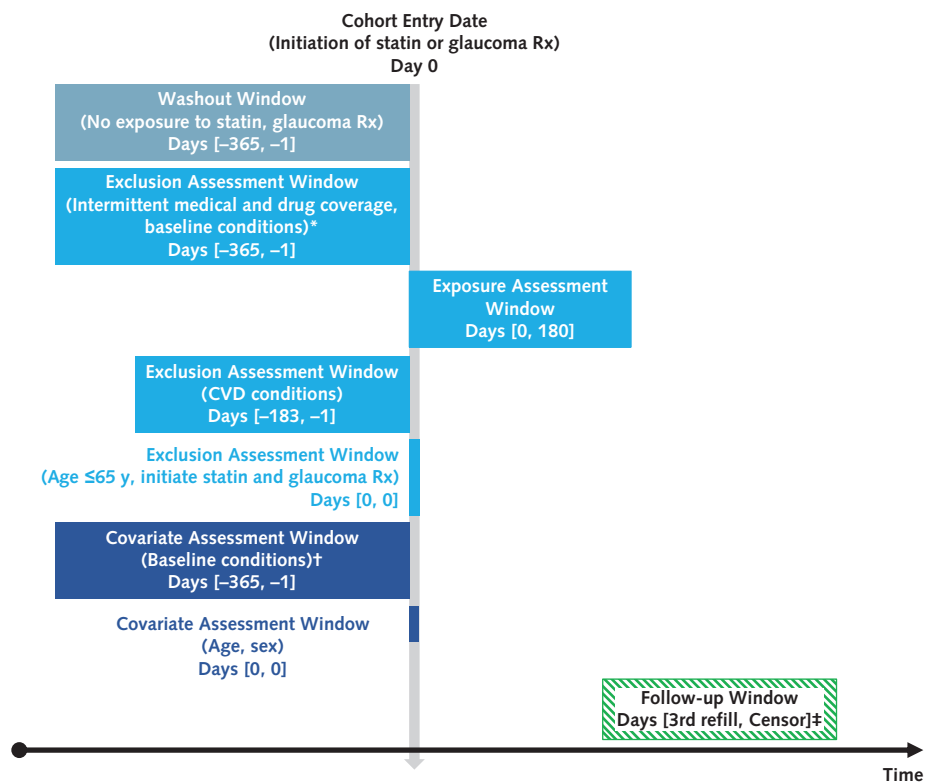 Cohort Entry Date
(Initiation of statin or glaucoma Rx)
Day 0
Washout Window
(No exposure to statin, glaucoma Rx)
Days [–365, –1]
Exclusion Assessment Window
(Intermittent medical and drug coverage,
baseline conditions)*
Days [–365, –1]
Exposure Assessment
Window
Days [0, 180]
Exclusion Assessment Window
(CVD conditions)
Days [–183, –1]
Exclusion Assessment Window
(Age ≤65 y, initiate statin and glaucoma Rx)
Days [0, 0]
Covariate Assessment Window
(Baseline conditions)†
Days [–365, –1]
Covariate Assessment Window
(Age, sex)
Days [0, 0]
Follow-up Window
Days [3rd refill, Censor]‡
Time